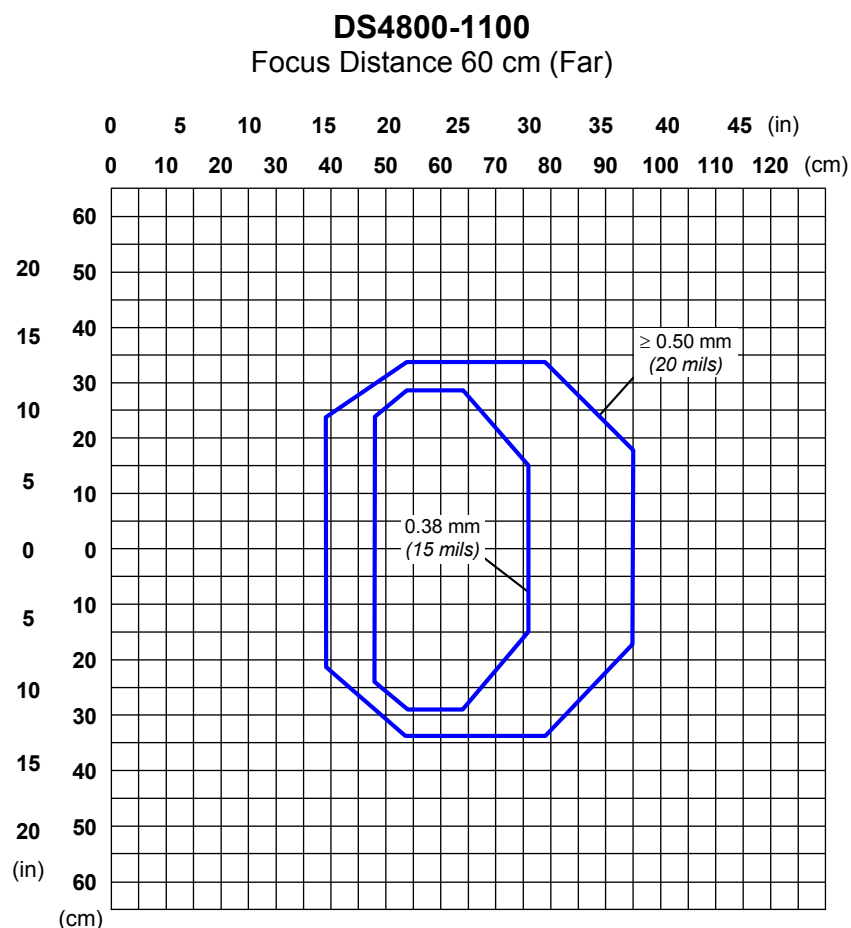 DS4800-1100
Focus Distance 60 cm (Far)
0 5 10 15 20 25 30 35 40 45 (in)
0 10 20 30 40 50 60 70 80 90 100 110 120 (cm)
60
20 50
15 40
≥ 0.50 mm
(20 mils)
30
10
20
5 10
0.38 mm
(15 mils)
0 0
5 10
20
10 30
15 40
20 50
(in) 60
(cm)